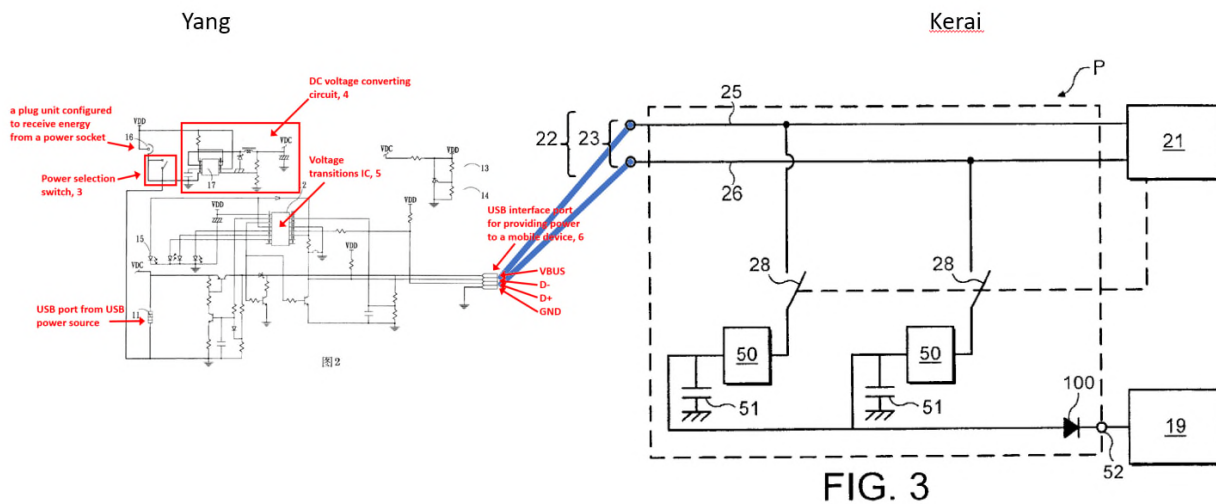 Yang
Kerai
DC voltage converting
circuit, 4
a plug unit configured
to receive energy
from a power socket
VDD
16
VDC
17
Power selection
switch, 3
Voltage
transitions IC, 5
2
VDC
VDD
13
14
VDD
VDD
15
USB interface port
for providing power
to a mobile device, 6
VDD
VDC
VBUS
D-
D+
GND
USB port from USB
power source
11
图2
P
25
22
23
21
26
28
28
50
50
51
51
100
19
52
FIG. 3